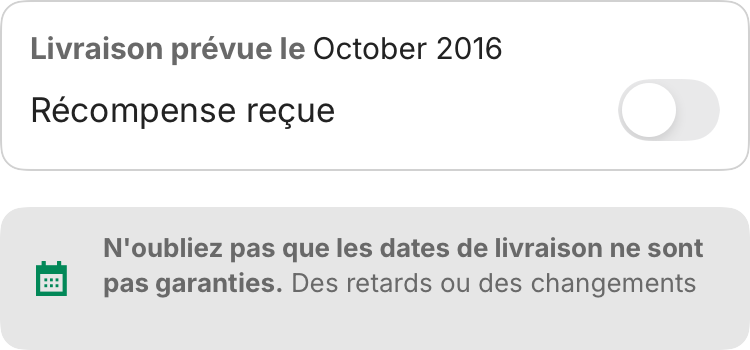 Livraison prévue le October 2016
Récompense reçue
N'oubliez pas que les dates de livraison ne sont
pas garanties. Des retards ou des changements